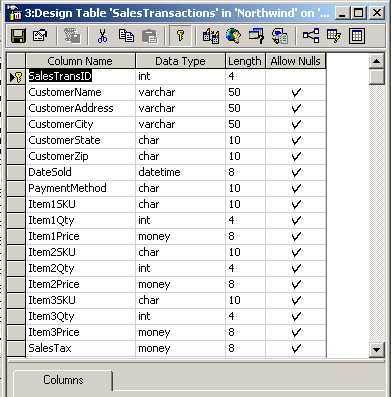 3:Design Table 'SalesTransactions' in 'Northwind' on '...
Column Name Data Type Length Allow Nulls
SalesTransID int 4
CustomerName varchar 50
CustomerAddress varchar 50
CustomerCity varchar 50
CustomerState char 10
CustomerZip char 10
DateSold datetime 8
PaymentMethod char 10
Item1SKU char 10
Item1Qty int 4
Item1Price money 8
Item2SKU char 10
Item2Qty int 4
Item2Price money 8
Item3SKU char 10
Item3Qty int 4
Item3Price money 8
SalesTax money 8
Columns